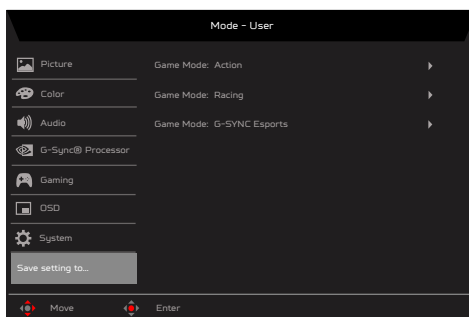 Mode - User
Picture
Game Mode: Action
Color
Game Mode: Racing
Audio
Game Mode: G-SYNC Esports
G-Sync® Processor
Gaming
OSD
System
Save setting to...
Move
Enter